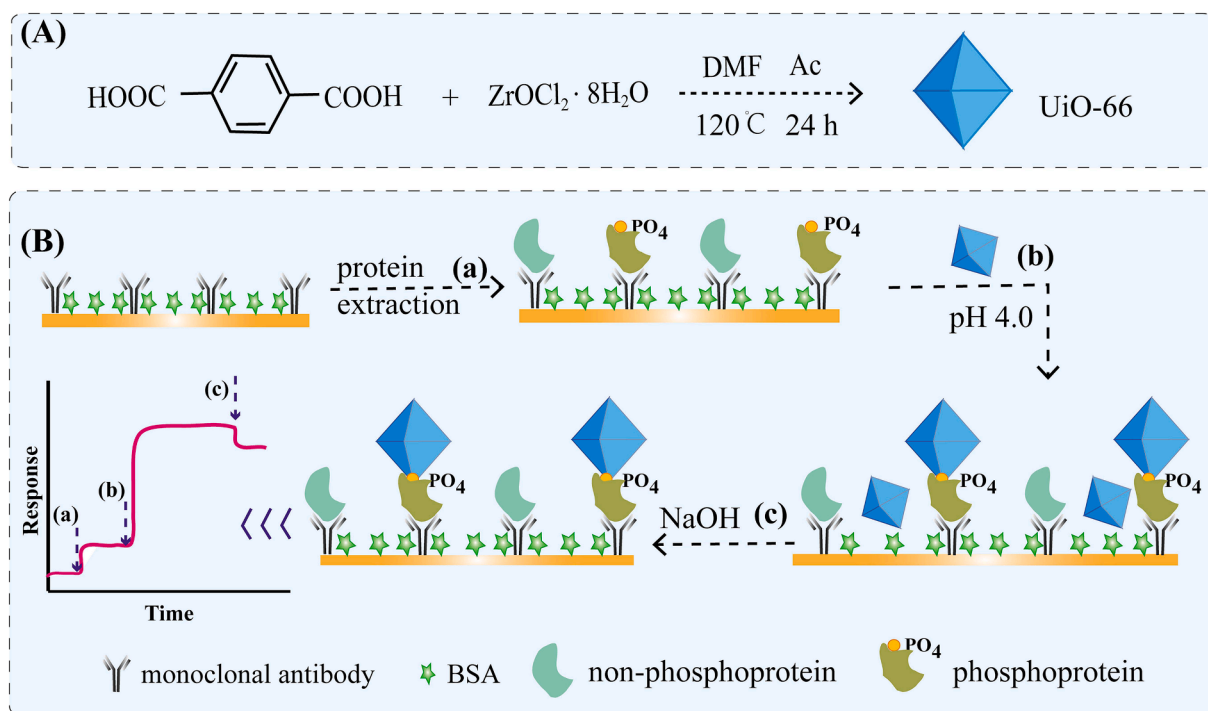 (A)
HOOC
COOH
+
ZrOCl₂ · 8H₂O
DMF Ac
120℃ 24 h
UiO-66
(B)
protein (a)
extraction
PO₄
PO₄
(b)
pH 4.0
Response
(a)
(b)
(c)
Time
PO₄
PO₄
NaOH (c)
PO₄
PO₄
monoclonal antibody
BSA
non-phosphoprotein
PO₄
phosphoprotein